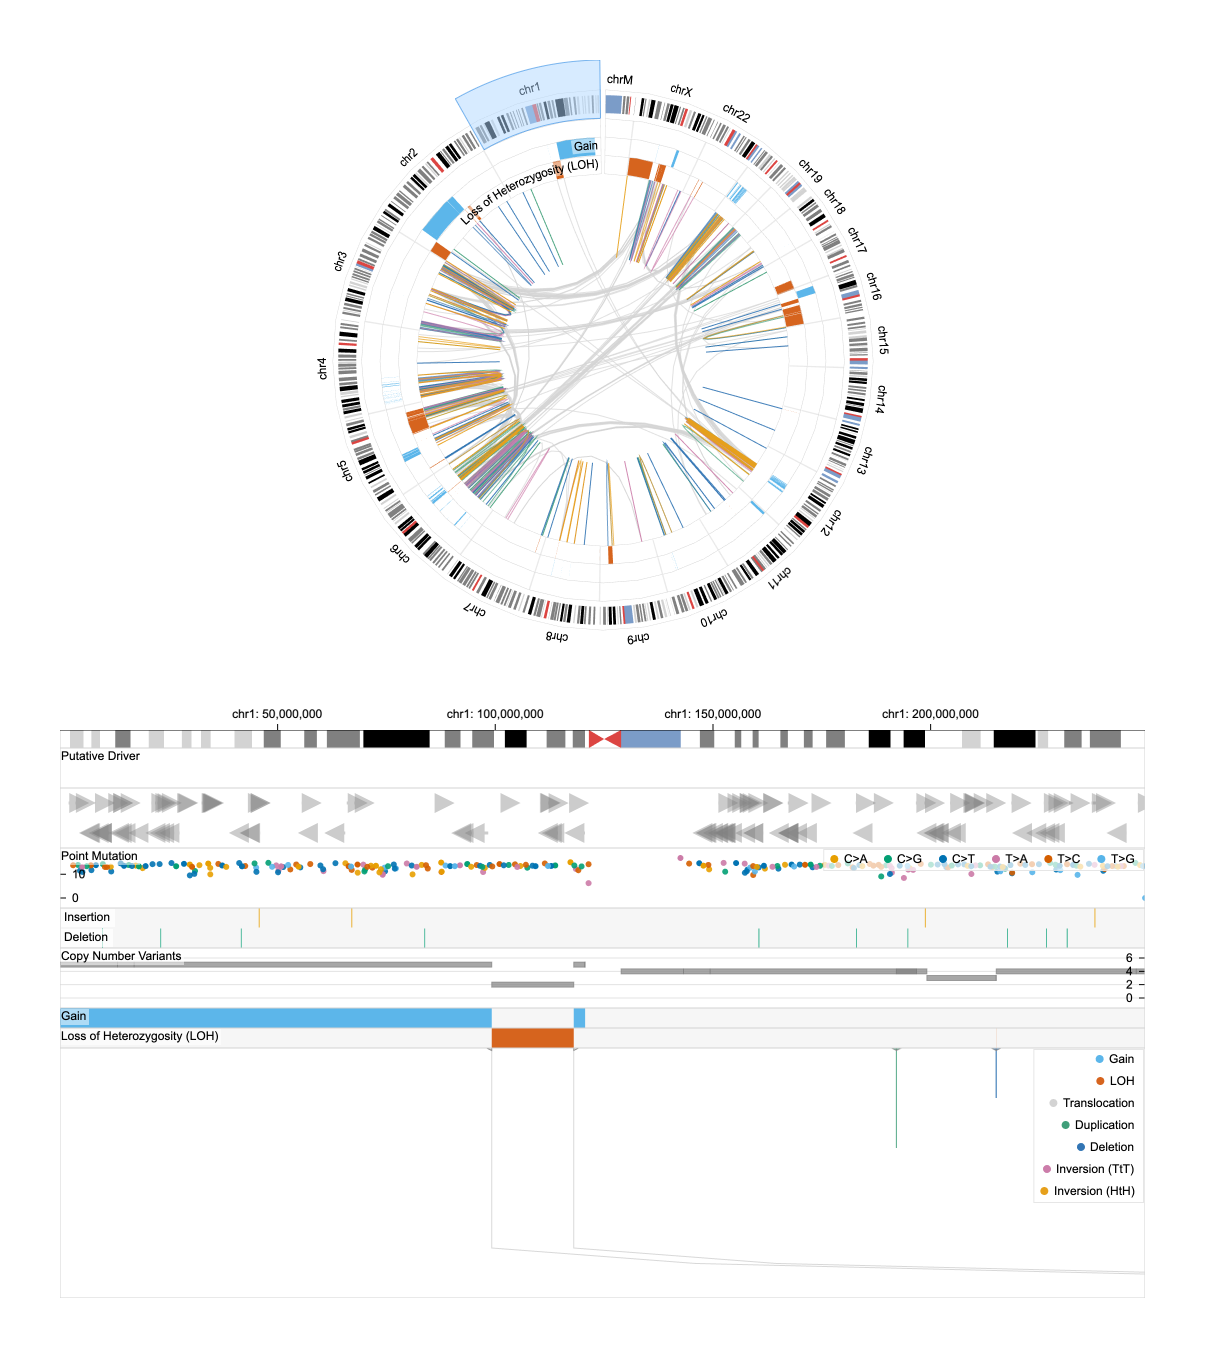 chr1
chrM
chrX
chr22
chr19
chr18
chr17
chr16
chr15
chr14
chr13
chr12
chr11
chr10
chr9
chr8
chr7
chr6
chr5
chr4
chr3
chr2
Gain
Loss of Heterozygosity (LOH)
chr1: 50,000,000 chr1: 100,000,000 chr1: 150,000,000 chr1: 200,000,000
Putative Driver
Point Mutation
C>A C>G C>T T>A T>C T>G
10
0
Insertion
Deletion
Copy Number Variants
6
4
2
0
Gain
Loss of Heterozygosity (LOH)
Gain
LOH
Translocation
Duplication
Deletion
Inversion (TtT)
Inversion (HtH)